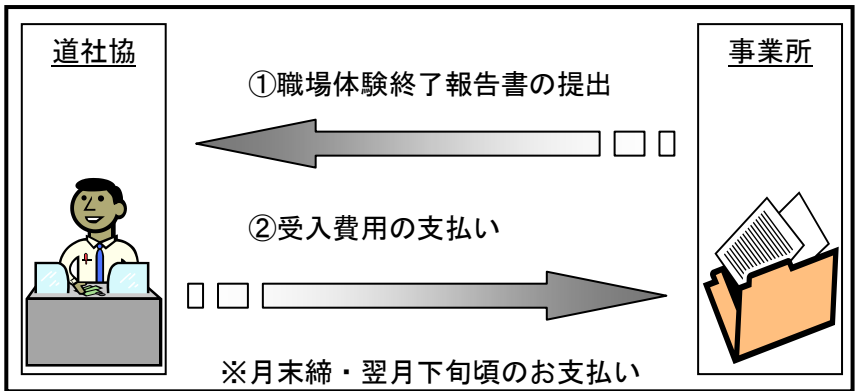 道社協
事業所
①職場体験終了報告書の提出
②受入費用の支払い
※月末締・翌月下旬頃のお支払い